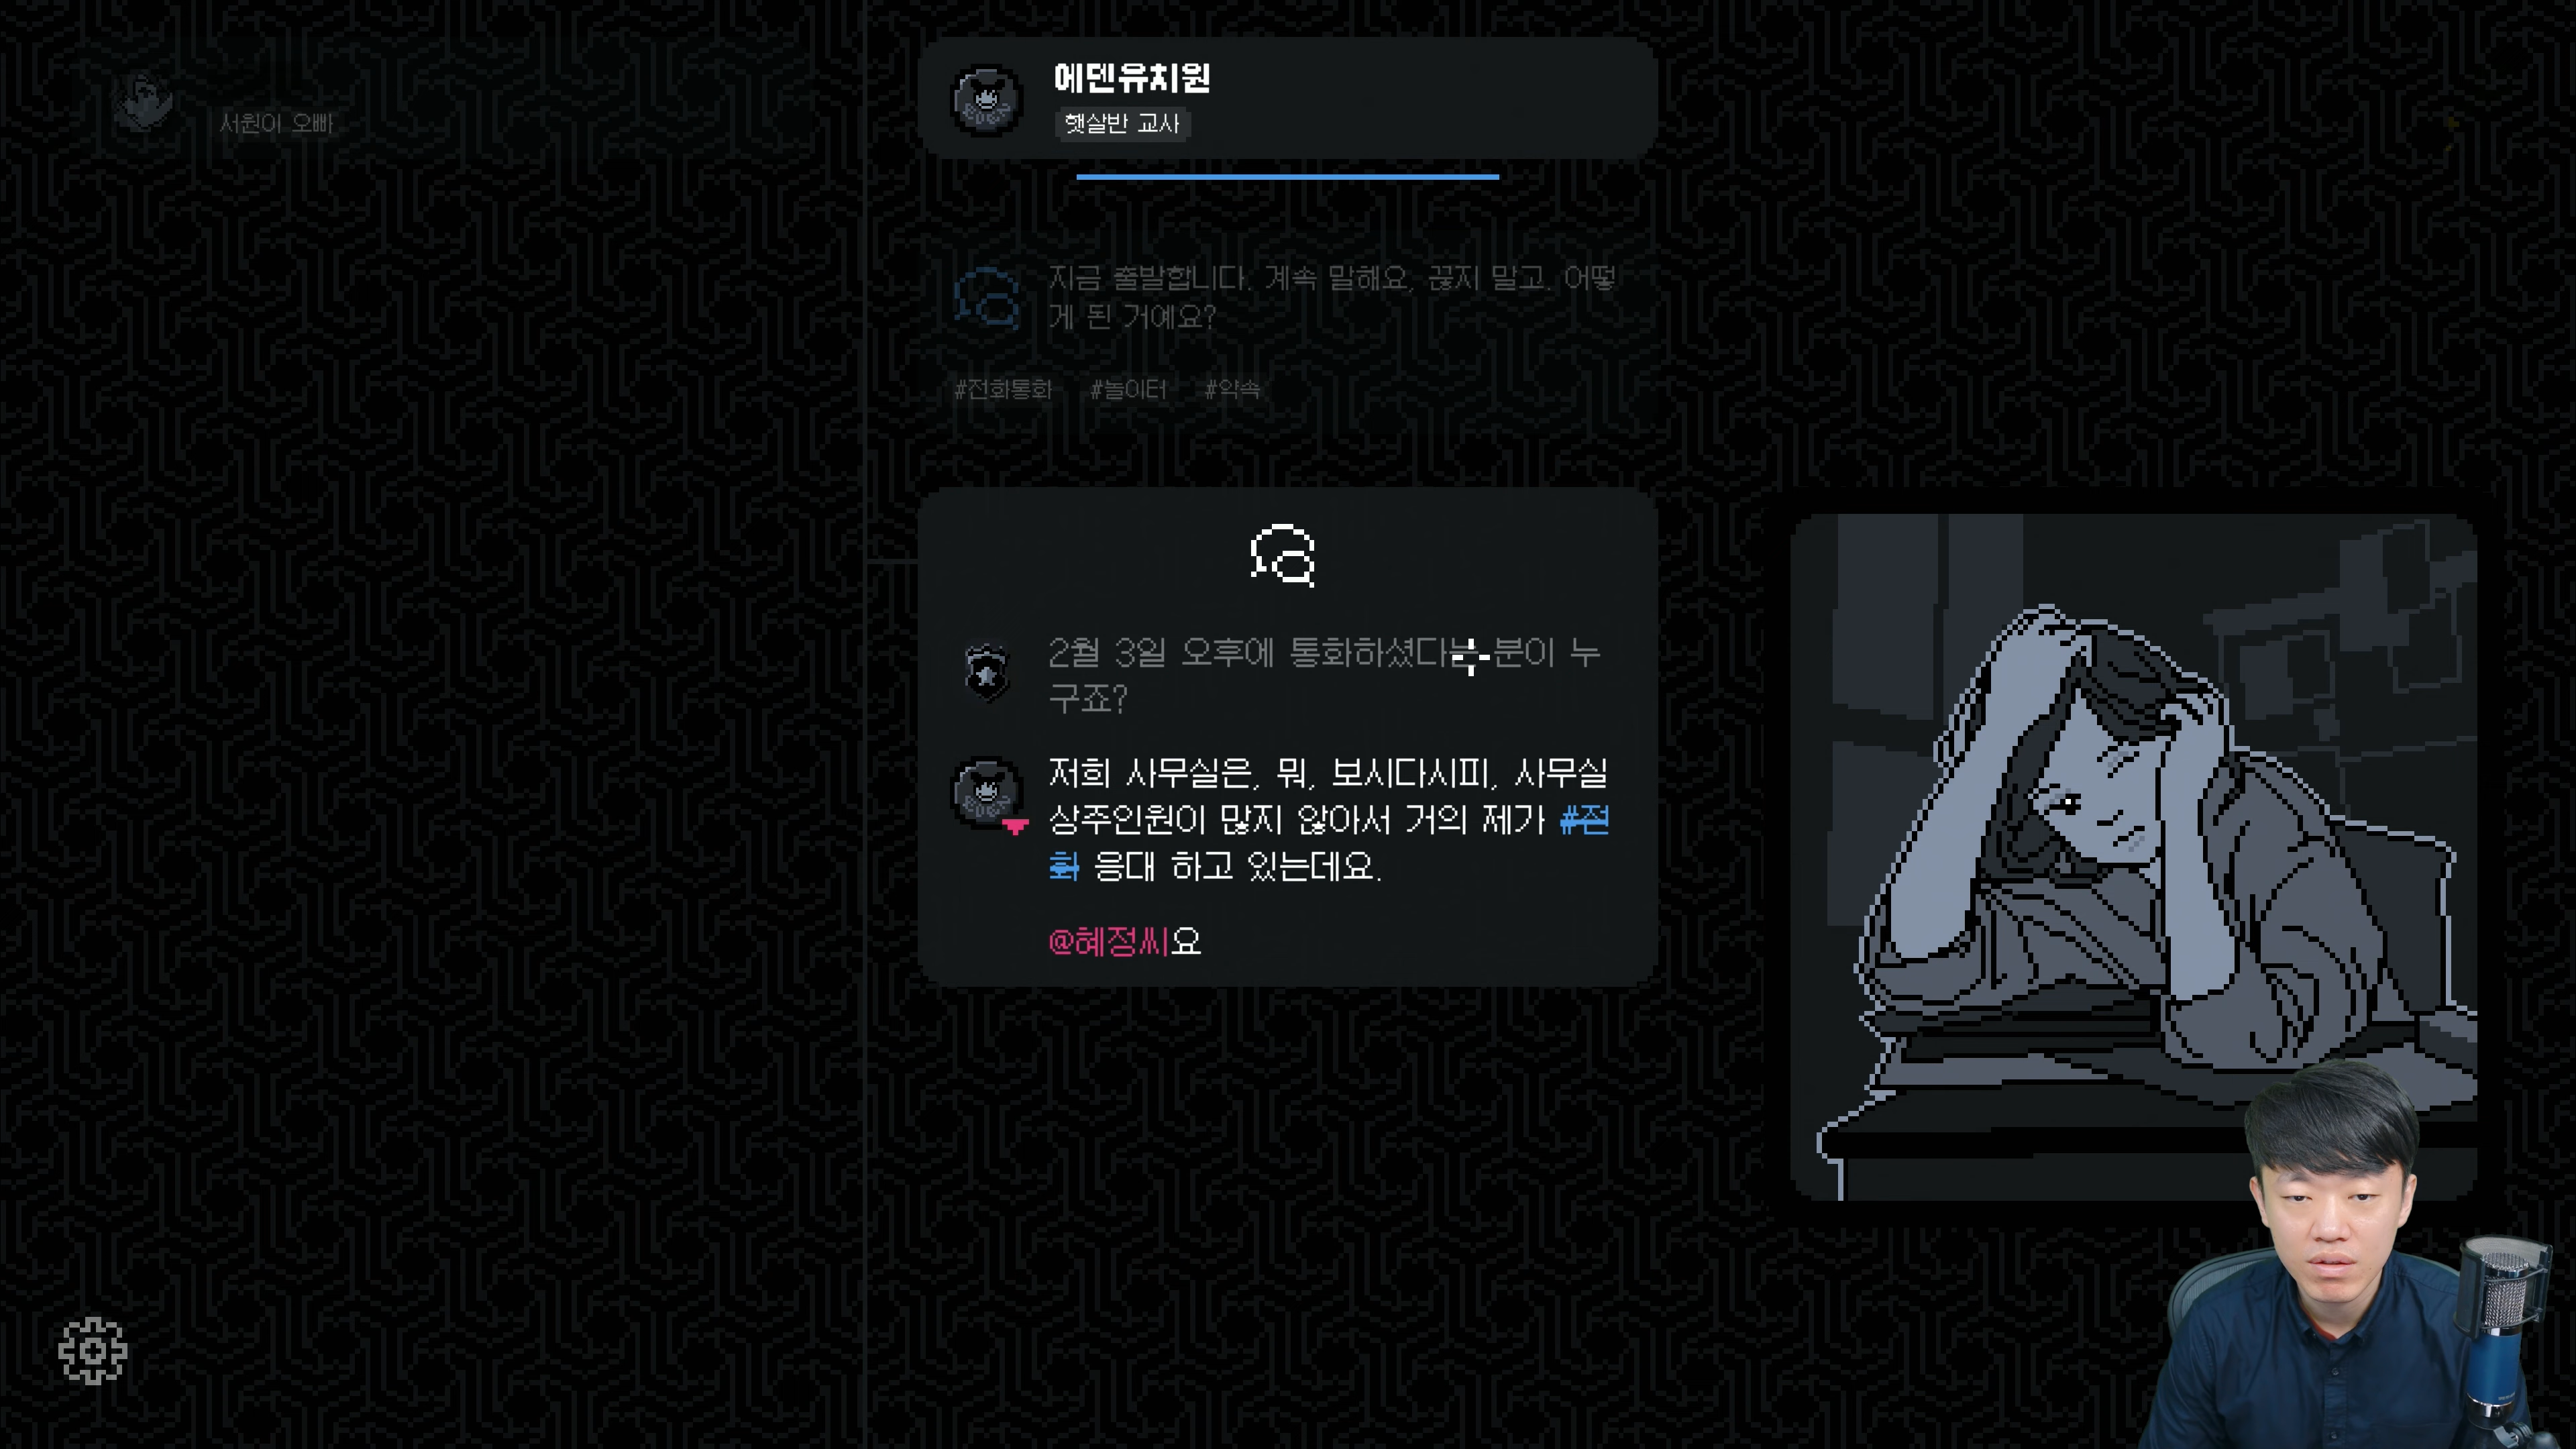 서원이 오빠
에덴유치원
햇살반 교사
지금 출발합니다. 계속 말해요, 끊지 말고. 어떻
게 된 거예요?
#전화통화 #놀이터 #약속
2월 3일 오후에 통화하셨다는 분이 누
구죠?
저희 사무실은, 뭐, 보시다시피, 사무실
상주인원이 많지 않아서 거의 제가 #전
화 응대 하고 있는데요.
@혜정씨요